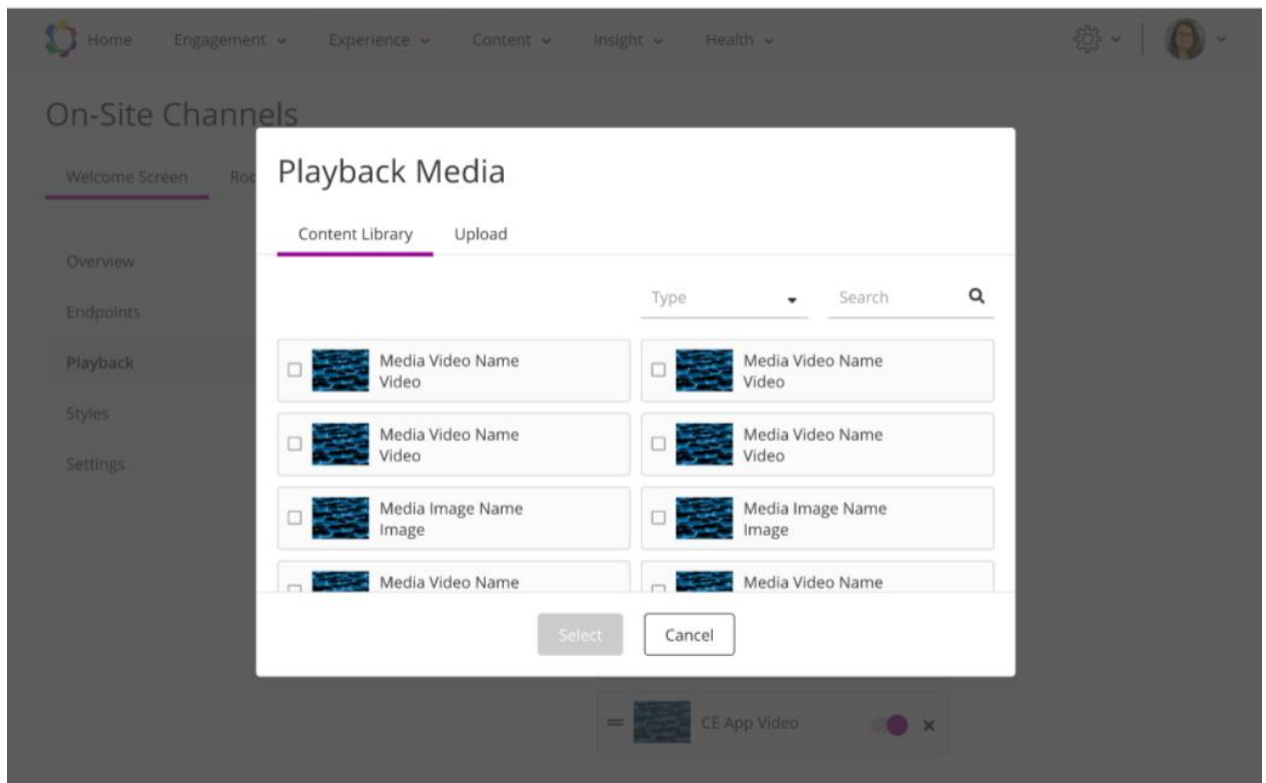 Home Engagement Experience Content Insight Health
On-Site Channels
Welcome Screen Roo
Playback Media
Content Library Upload
Overview
Endpoints
Playback
Styles
Settings
Type Search
Media Video Name
Video
Media Video Name
Video
Media Video Name
Video
Media Video Name
Video
Media Image Name
Image
Media Image Name
Image
Media Video Name
Media Video Name
Select Cancel
CE App Video